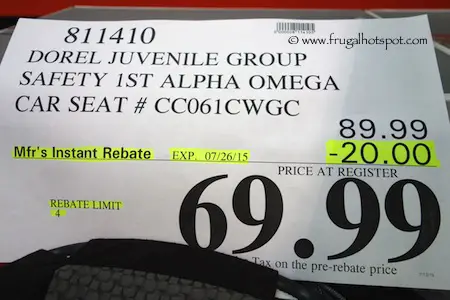 © www.frugalhotspot.com
811410
DOREL JUVENILE GROUP
SAFETY 1ST ALPHA OMEGA
CAR SEAT # CC061CWGC
89.99
Mfr's Instant Rebate EXP. 07/26/15 -20.00
PRICE AT REGISTER
REBATE LIMIT
4
69.99
Tax on the pre-rebate price